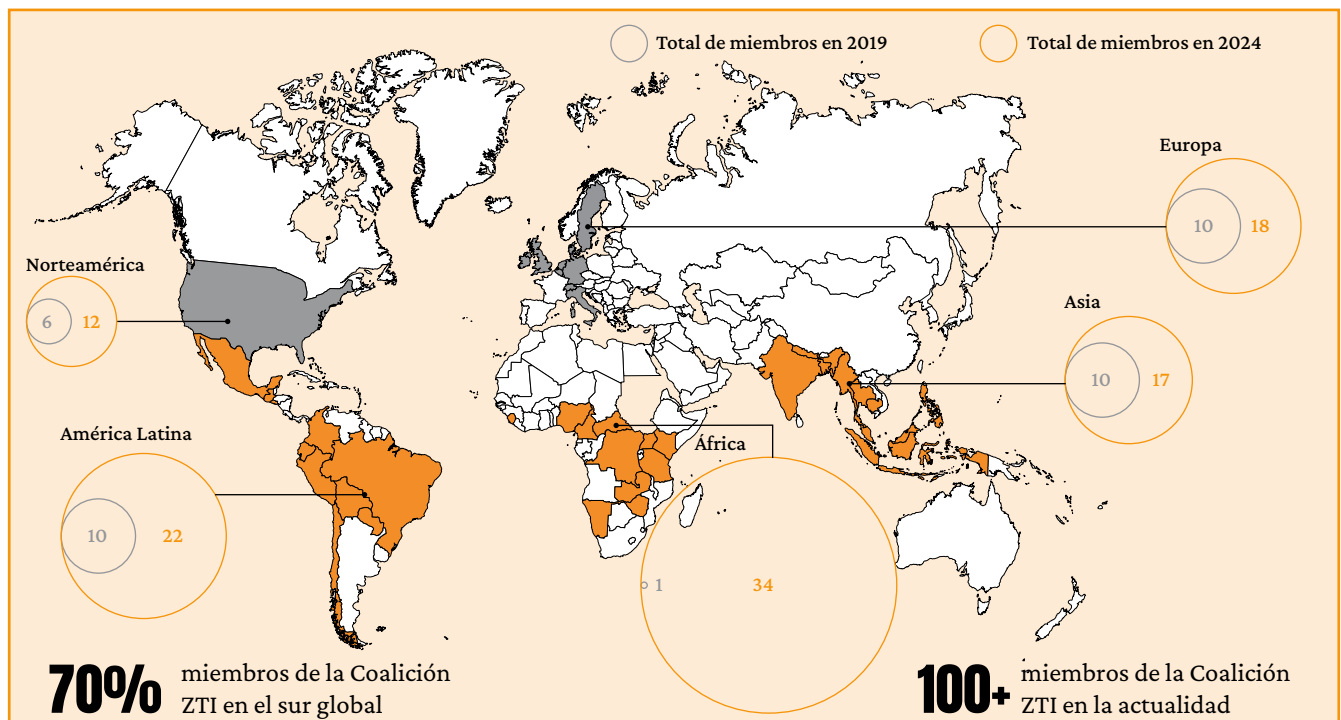 Total de miembros en 2019
Total de miembros en 2024
Europa
10
18
Norteamérica
6
12
Asia
10
17
América Latina
10
22
África
1
34
70%
miembros de la Coalición
ZTI en el sur global
100+
miembros de la Coalición
ZTI en la actualidad